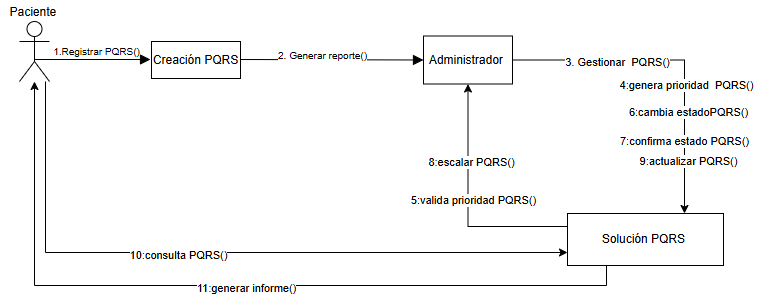 Paciente
1.Registrar PQRS()
Creación PQRS
2. Generar reporte()
Administrador
3. Gestionar PQRS()
4:genera prioridad PQRS()
6:cambia estadoPQRS()
7:confirma estado PQRS()
8:escalar PQRS()
9:actualizar PQRS()
5:valida prioridad PQRS()
Solución PQRS
10:consulta PQRS()
11:generar informe()